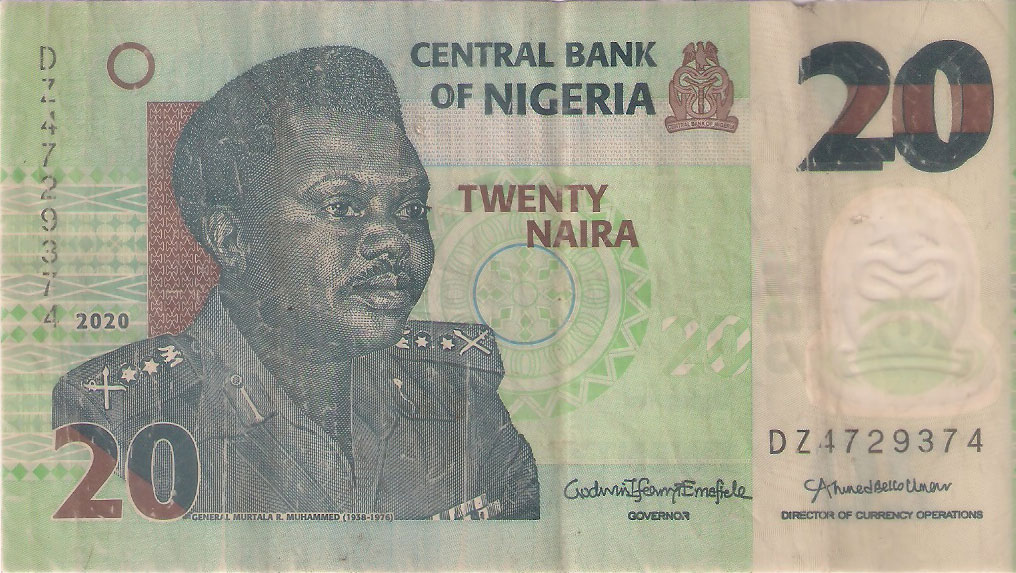 DZ4729374
CENTRAL BANK
OF NIGERIA
CENTRAL BANK OF NIGERIA
20
TWENTY
NAIRA
2020
20
20
DZ4729374
GENERAL MURTALA R. MUHAMMED (1938-1976)
GodwinIfeanyiEmefiele
GOVERNOR
AhmedBelloUmar
DIRECTOR OF CURRENCY OPERATIONS